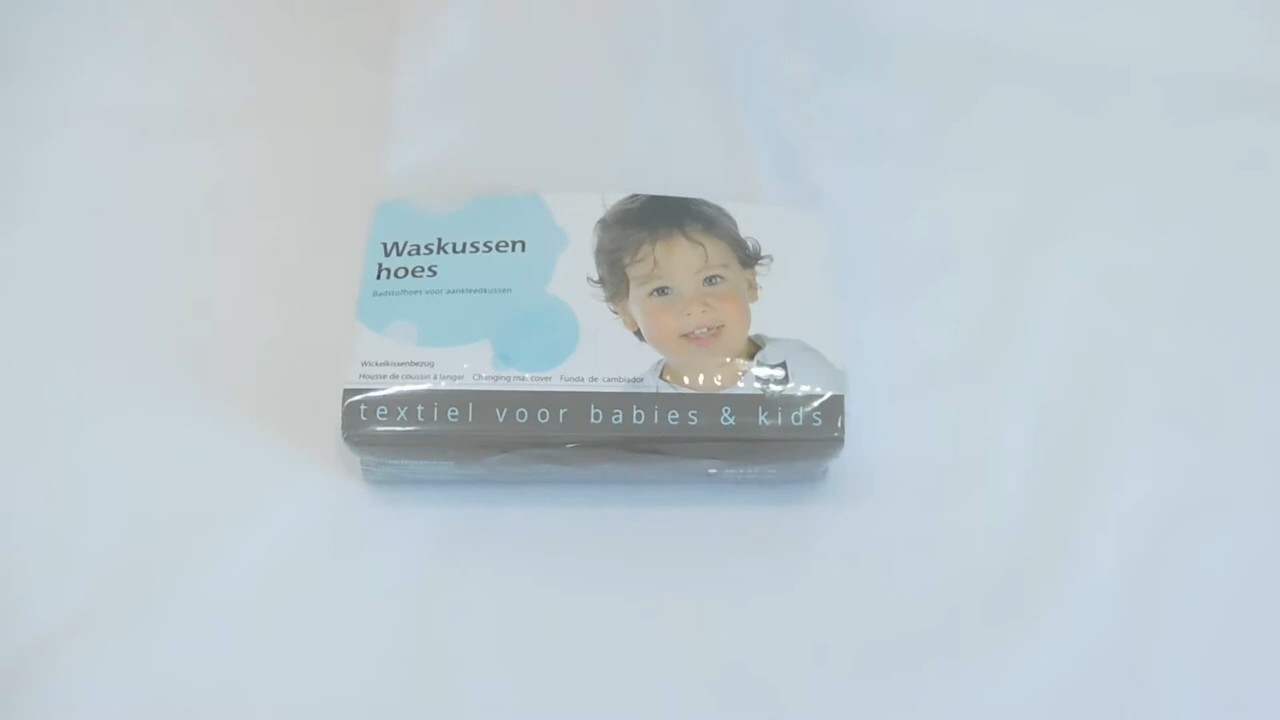 Waskussen
hoes
Badstofhoes voor aankleedkussen
Wickelkissenbezug
Housse de coussin à langer Changing mat cover Funda de cambiador
textiel voor babies & kids